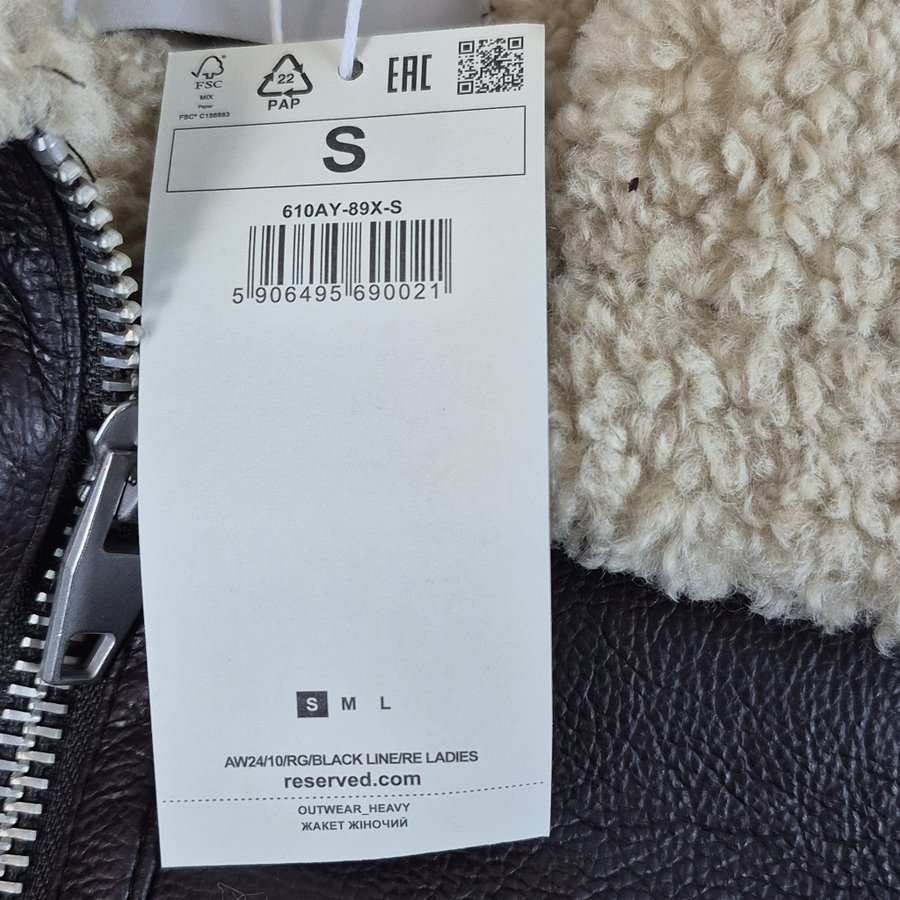 FSC
MIX
Paper
FSC® C156863
22
PAP
EAC
S
610AY-89X-S
5 906495 690021
S M L
AW24/10/RG/BLACK LINE/RE LADIES
reserved.com
OUTWEAR_HEAVY
ЖАКЕТ ЖІНОЧИЙ